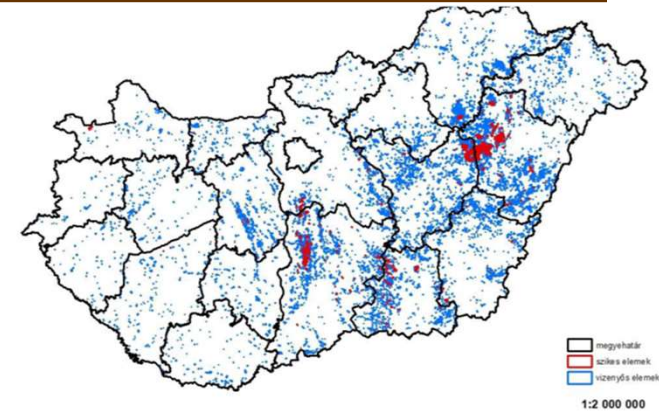 megyehatár
szikes elemek
vizenyős elemek
1:2 000 000